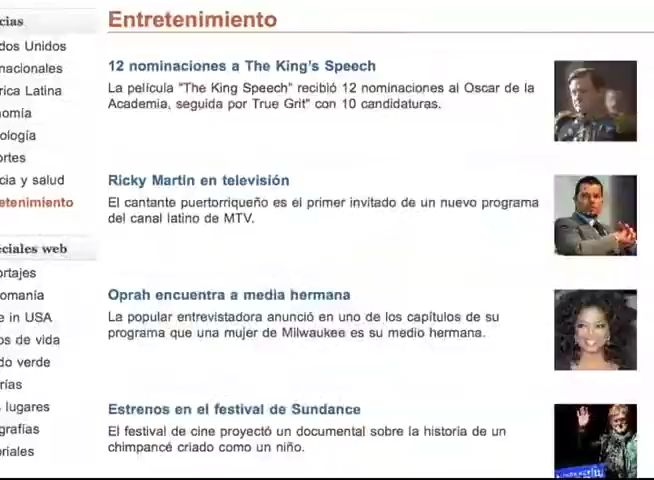 Entretenimiento
cias
dos Unidos
nacionales
rica Latina
nomía
ología
ortes
cia y salud
etenimiento
eciales web
ortajes
omanía
e in USA
os de vida
do verde
rías
lugares
grafías
oriales
12 nominaciones a The King's Speech
La película "The King Speech" recibió 12 nominaciones al Oscar de la
Academia, seguida por True Grit" con 10 candidaturas.
Ricky Martin en televisión
El cantante puertorriqueño es el primer invitado de un nuevo programa
del canal latino de MTV.
Oprah encuentra a media hermana
La popular entrevistadora anunció en uno de los capítulos de su
programa que una mujer de Milwaukee es su medio hermana.
Estrenos en el festival de Sundance
El festival de cine proyectó un documental sobre la historia de un
chimpancé criado como un niño.